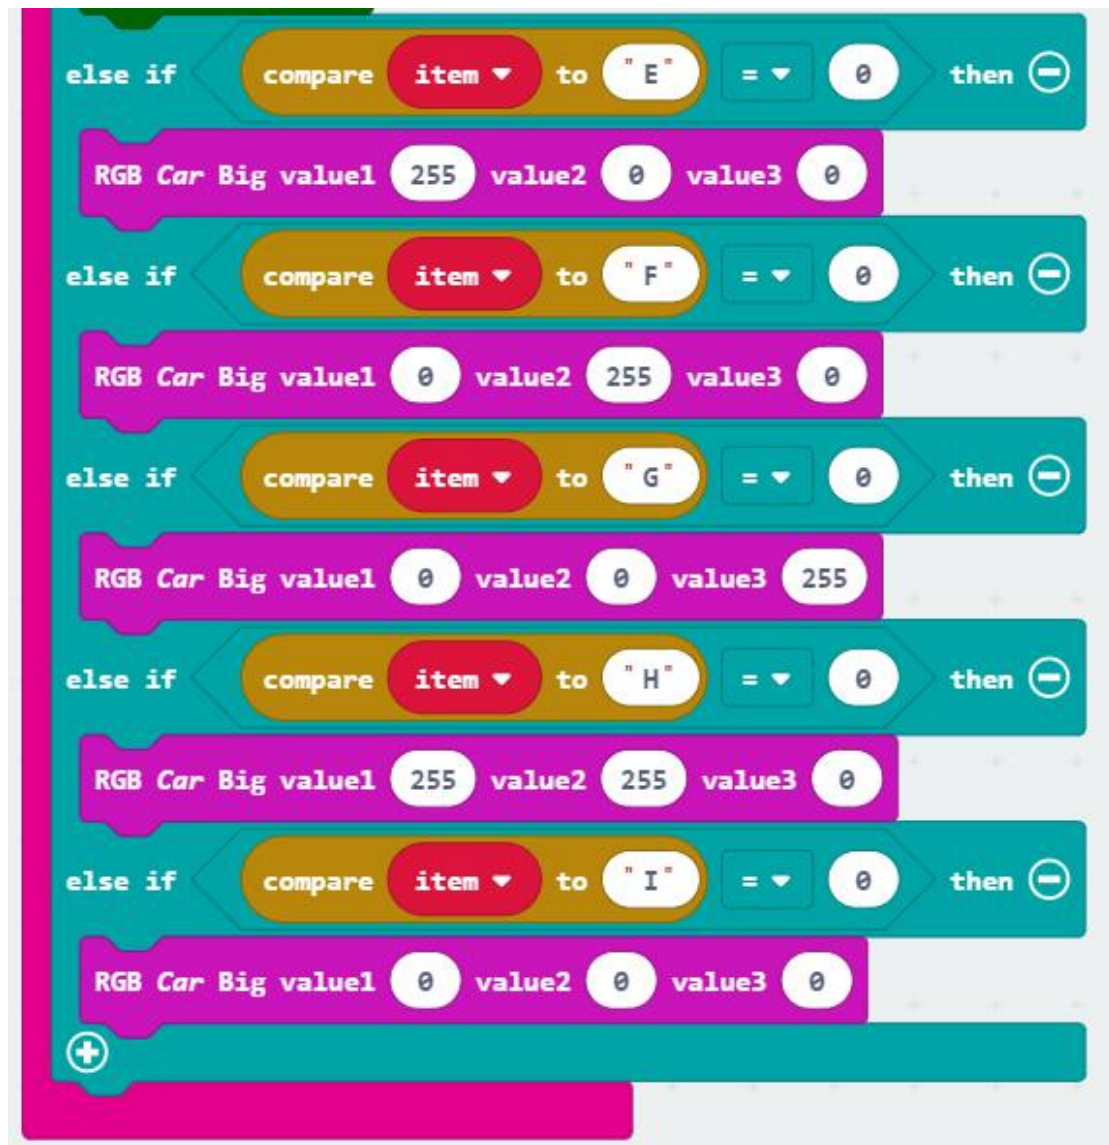 else if compare item to "E" = 0 then
RGB Car Big value1 255 value2 0 value3 0
else if compare item to "F" = 0 then
RGB Car Big value1 0 value2 255 value3 0
else if compare item to "G" = 0 then
RGB Car Big value1 0 value2 0 value3 255
else if compare item to "H" = 0 then
RGB Car Big value1 255 value2 255 value3 0
else if compare item to "I" = 0 then
RGB Car Big value1 0 value2 0 value3 0